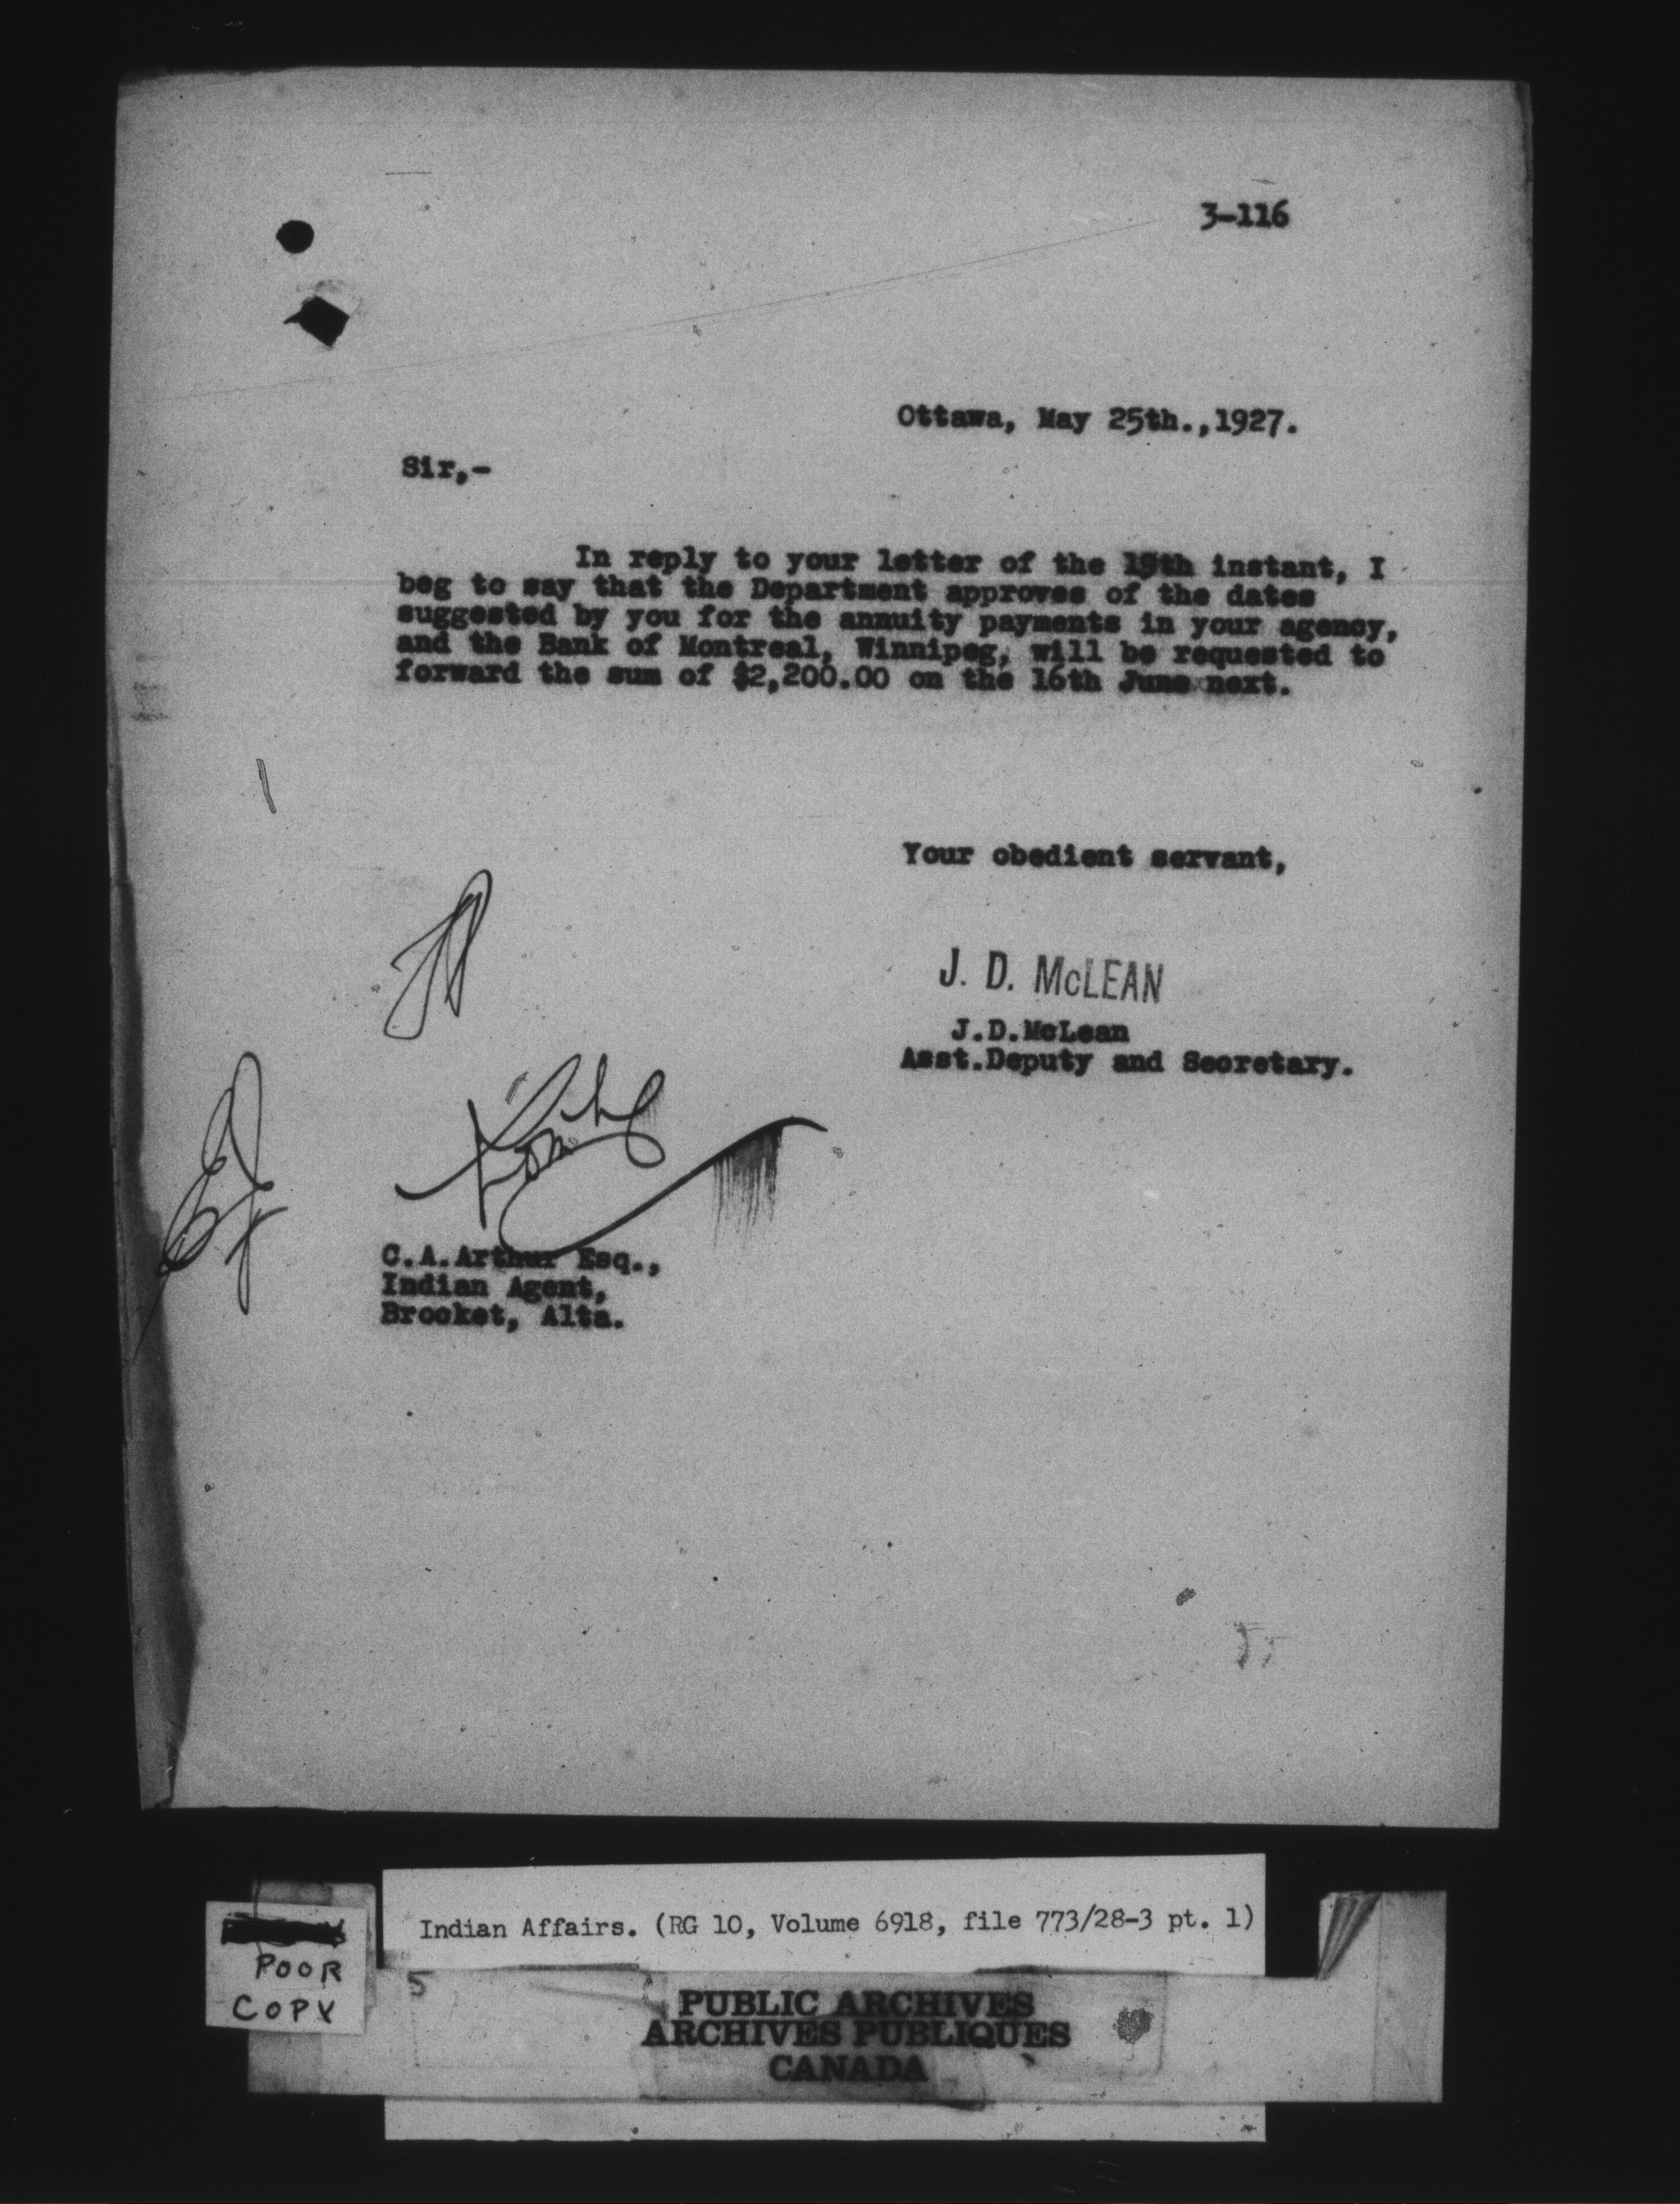 3-116
Ottawa, May 25th.,1927.
Sir,-
In reply to your letter of the 19th instant, I
beg to say that the Department approves of the dates
suggested by you for the annuity payments in your agency,
and the Bank of Montreal, Winnipeg, will be requested to
forward the sum of $2,200.00 on the 16th June next.
Your obedient servant,
J. D. McLEAN
J.D.McLean
Asst.Deputy and Secretary.
C.A.Arthur Esq.,
Indian Agent,
Brocket, Alta.
Indian Affairs. (RG 10, Volume 6918, file 773/28-3 pt. 1)
POOR
COPY
5
PUBLIC ARCHIVES
ARCHIVES PUBLIQUES
CANADA